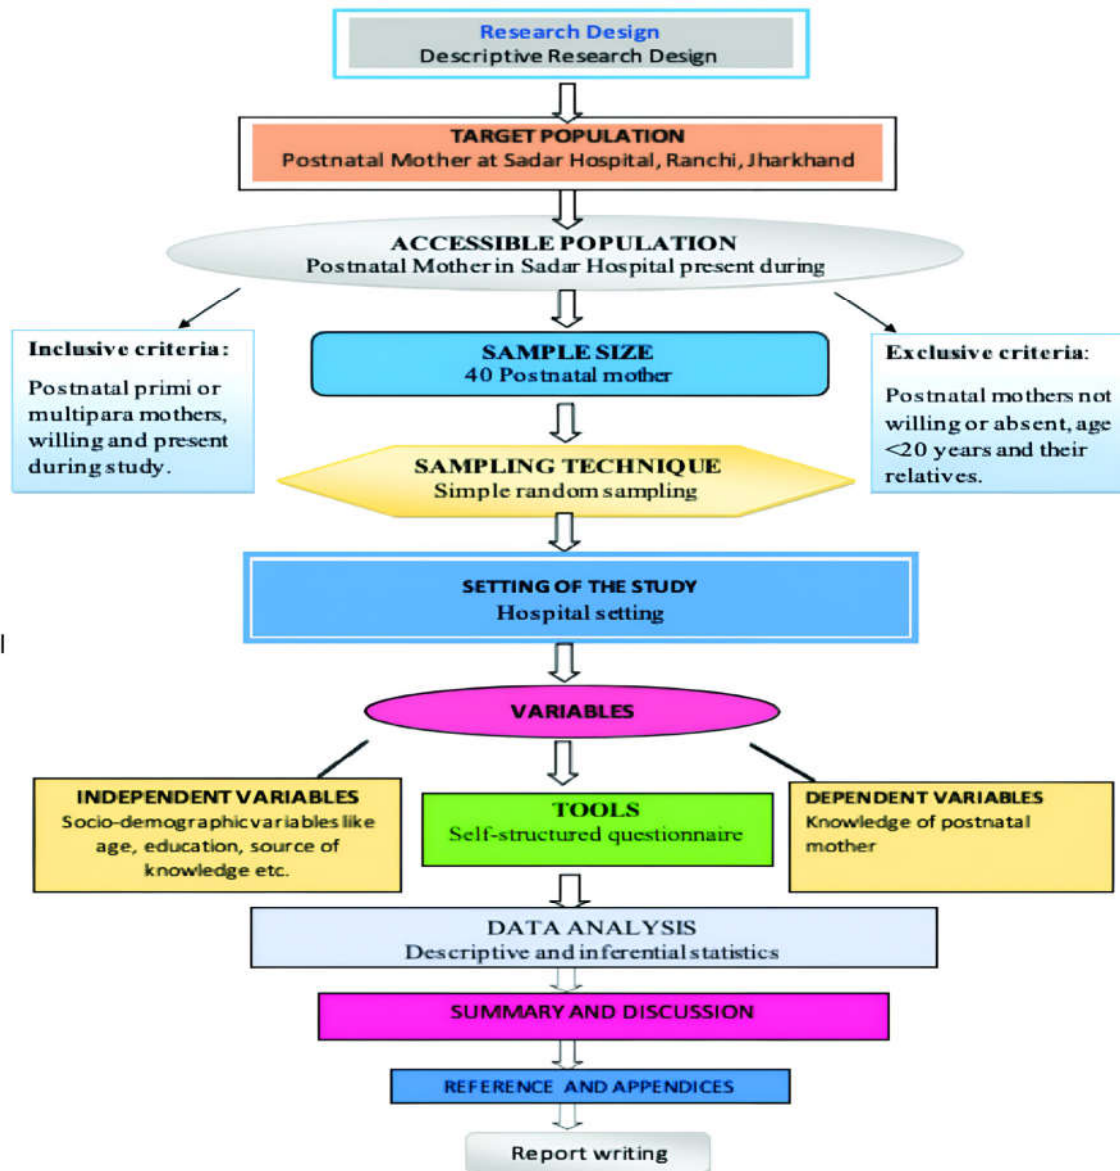 Research Design
Descriptive Research Design
TARGET POPULATION
Postnatal Mother at Sadar Hospital, Ranchi, Jharkhand
ACCESSIBLE POPULATION
Postnatal Mother in Sadar Hospital present during
Inclusive criteria:
Postnatal primi or
multipara mothers,
willing and present
during study.
SAMPLE SIZE
40 Postnatal mother
Exclusive criteria:
Postnatal mothers not
willing or absent, age
<20 years and their
relatives.
SAMPLING TECHNIQUE
Simple random sampling
SETTING OF THE STUDY
Hospital setting
l
VARIABLES
INDEPENDENT VARIABLES
Socio-demographic variables like
age, education, source of
knowledge etc.
TOOLS
Self-structured questionnaire
DEPENDENT VARIABLES
Knowledge of postnatal
mother
DATA ANALYSIS
Descriptive and inferential statistics
SUMMARY AND DISCUSSION
REFERENCE AND APPENDICES
Report writing